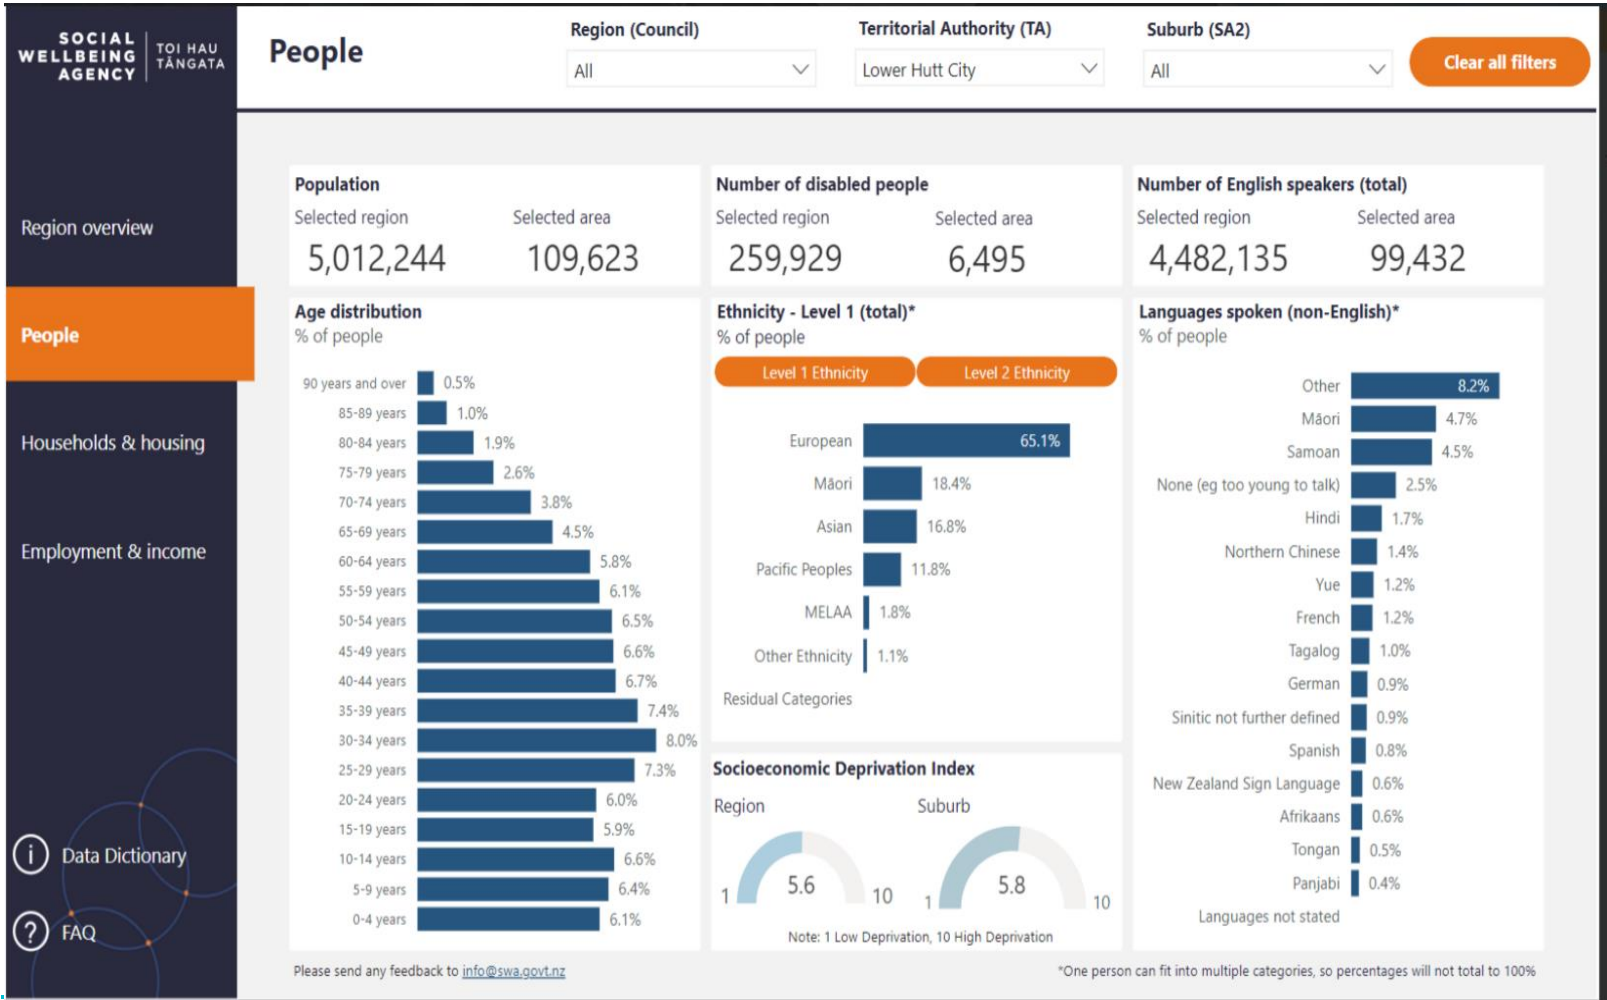 SOCIAL
WELLBEING
AGENCY
TOI HAU
TĀNGATA
People
Region (Council)
All
Territorial Authority (TA)
Lower Hutt City
Suburb (SA2)
All
Clear all filters
Region overview
People
Households & housing
Employment & income
Data Dictionary
FAQ
Population
Selected region
Selected area
5,012,244
109,623
Number of disabled people
Selected region
Selected area
259,929
6,495
Number of English speakers (total)
Selected region
Selected area
4,482,135
99,432
Age distribution
% of people
90 years and over 0.5%
85-89 years 1.0%
80-84 years 1.9%
75-79 years 2.6%
70-74 years 3.8%
65-69 years 4.5%
60-64 years 5.8%
55-59 years 6.1%
50-54 years 6.5%
45-49 years 6.6%
40-44 years 6.7%
35-39 years 7.4%
30-34 years 8.0%
25-29 years 7.3%
20-24 years 6.0%
15-19 years 5.9%
10-14 years 6.6%
5-9 years 6.4%
0-4 years 6.1%
Ethnicity - Level 1 (total)*
% of people
Level 1 Ethnicity
Level 2 Ethnicity
European 65.1%
Māori 18.4%
Asian 16.8%
Pacific Peoples 11.8%
MELAA 1.8%
Other Ethnicity 1.1%
Residual Categories
Socioeconomic Deprivation Index
Region
Suburb
1 5.6 10
1 5.8 10
Note: 1 Low Deprivation, 10 High Deprivation
Languages spoken (non-English)*
% of people
Other 8.2%
Māori 4.7%
Samoan 4.5%
None (eg too young to talk) 2.5%
Hindi 1.7%
Northern Chinese 1.4%
Yue 1.2%
French 1.2%
Tagalog 1.0%
German 0.9%
Sinitic not further defined 0.9%
Spanish 0.8%
New Zealand Sign Language 0.6%
Afrikaans 0.6%
Tongan 0.5%
Panjabi 0.4%
Languages not stated
Please send any feedback to info@swa.govt.nz
*One person can fit into multiple categories, so percentages will not total to 100%